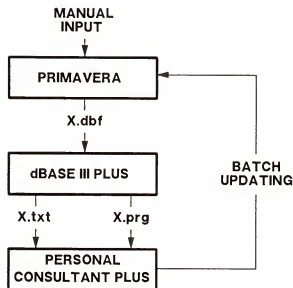 MANUAL
INPUT
PRIMAVERA
X.dbf
dBASE III PLUS
X.txt X.prg
BATCH
UPDATING
PERSONAL
CONSULTANT PLUS